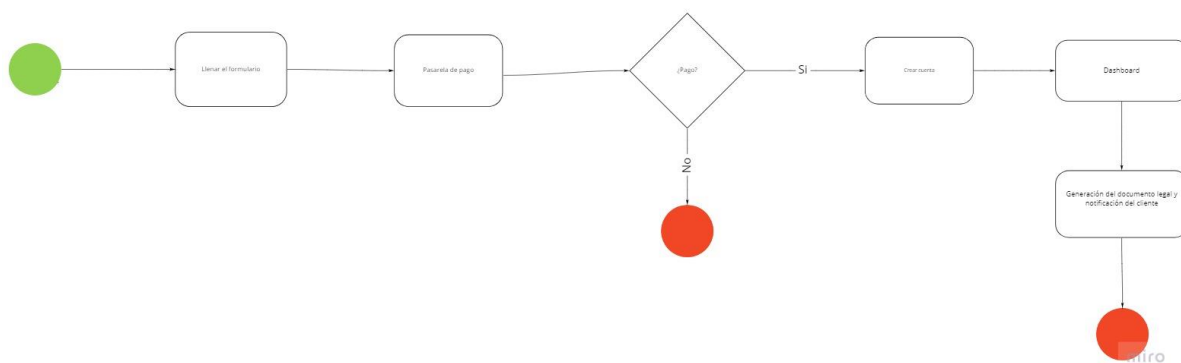 Llenar el formulario
Pasarela de pago
¿Pago?
Si
Crear cuenta
Dashboard
No
Generación del documento legal y
notificación del cliente
miro